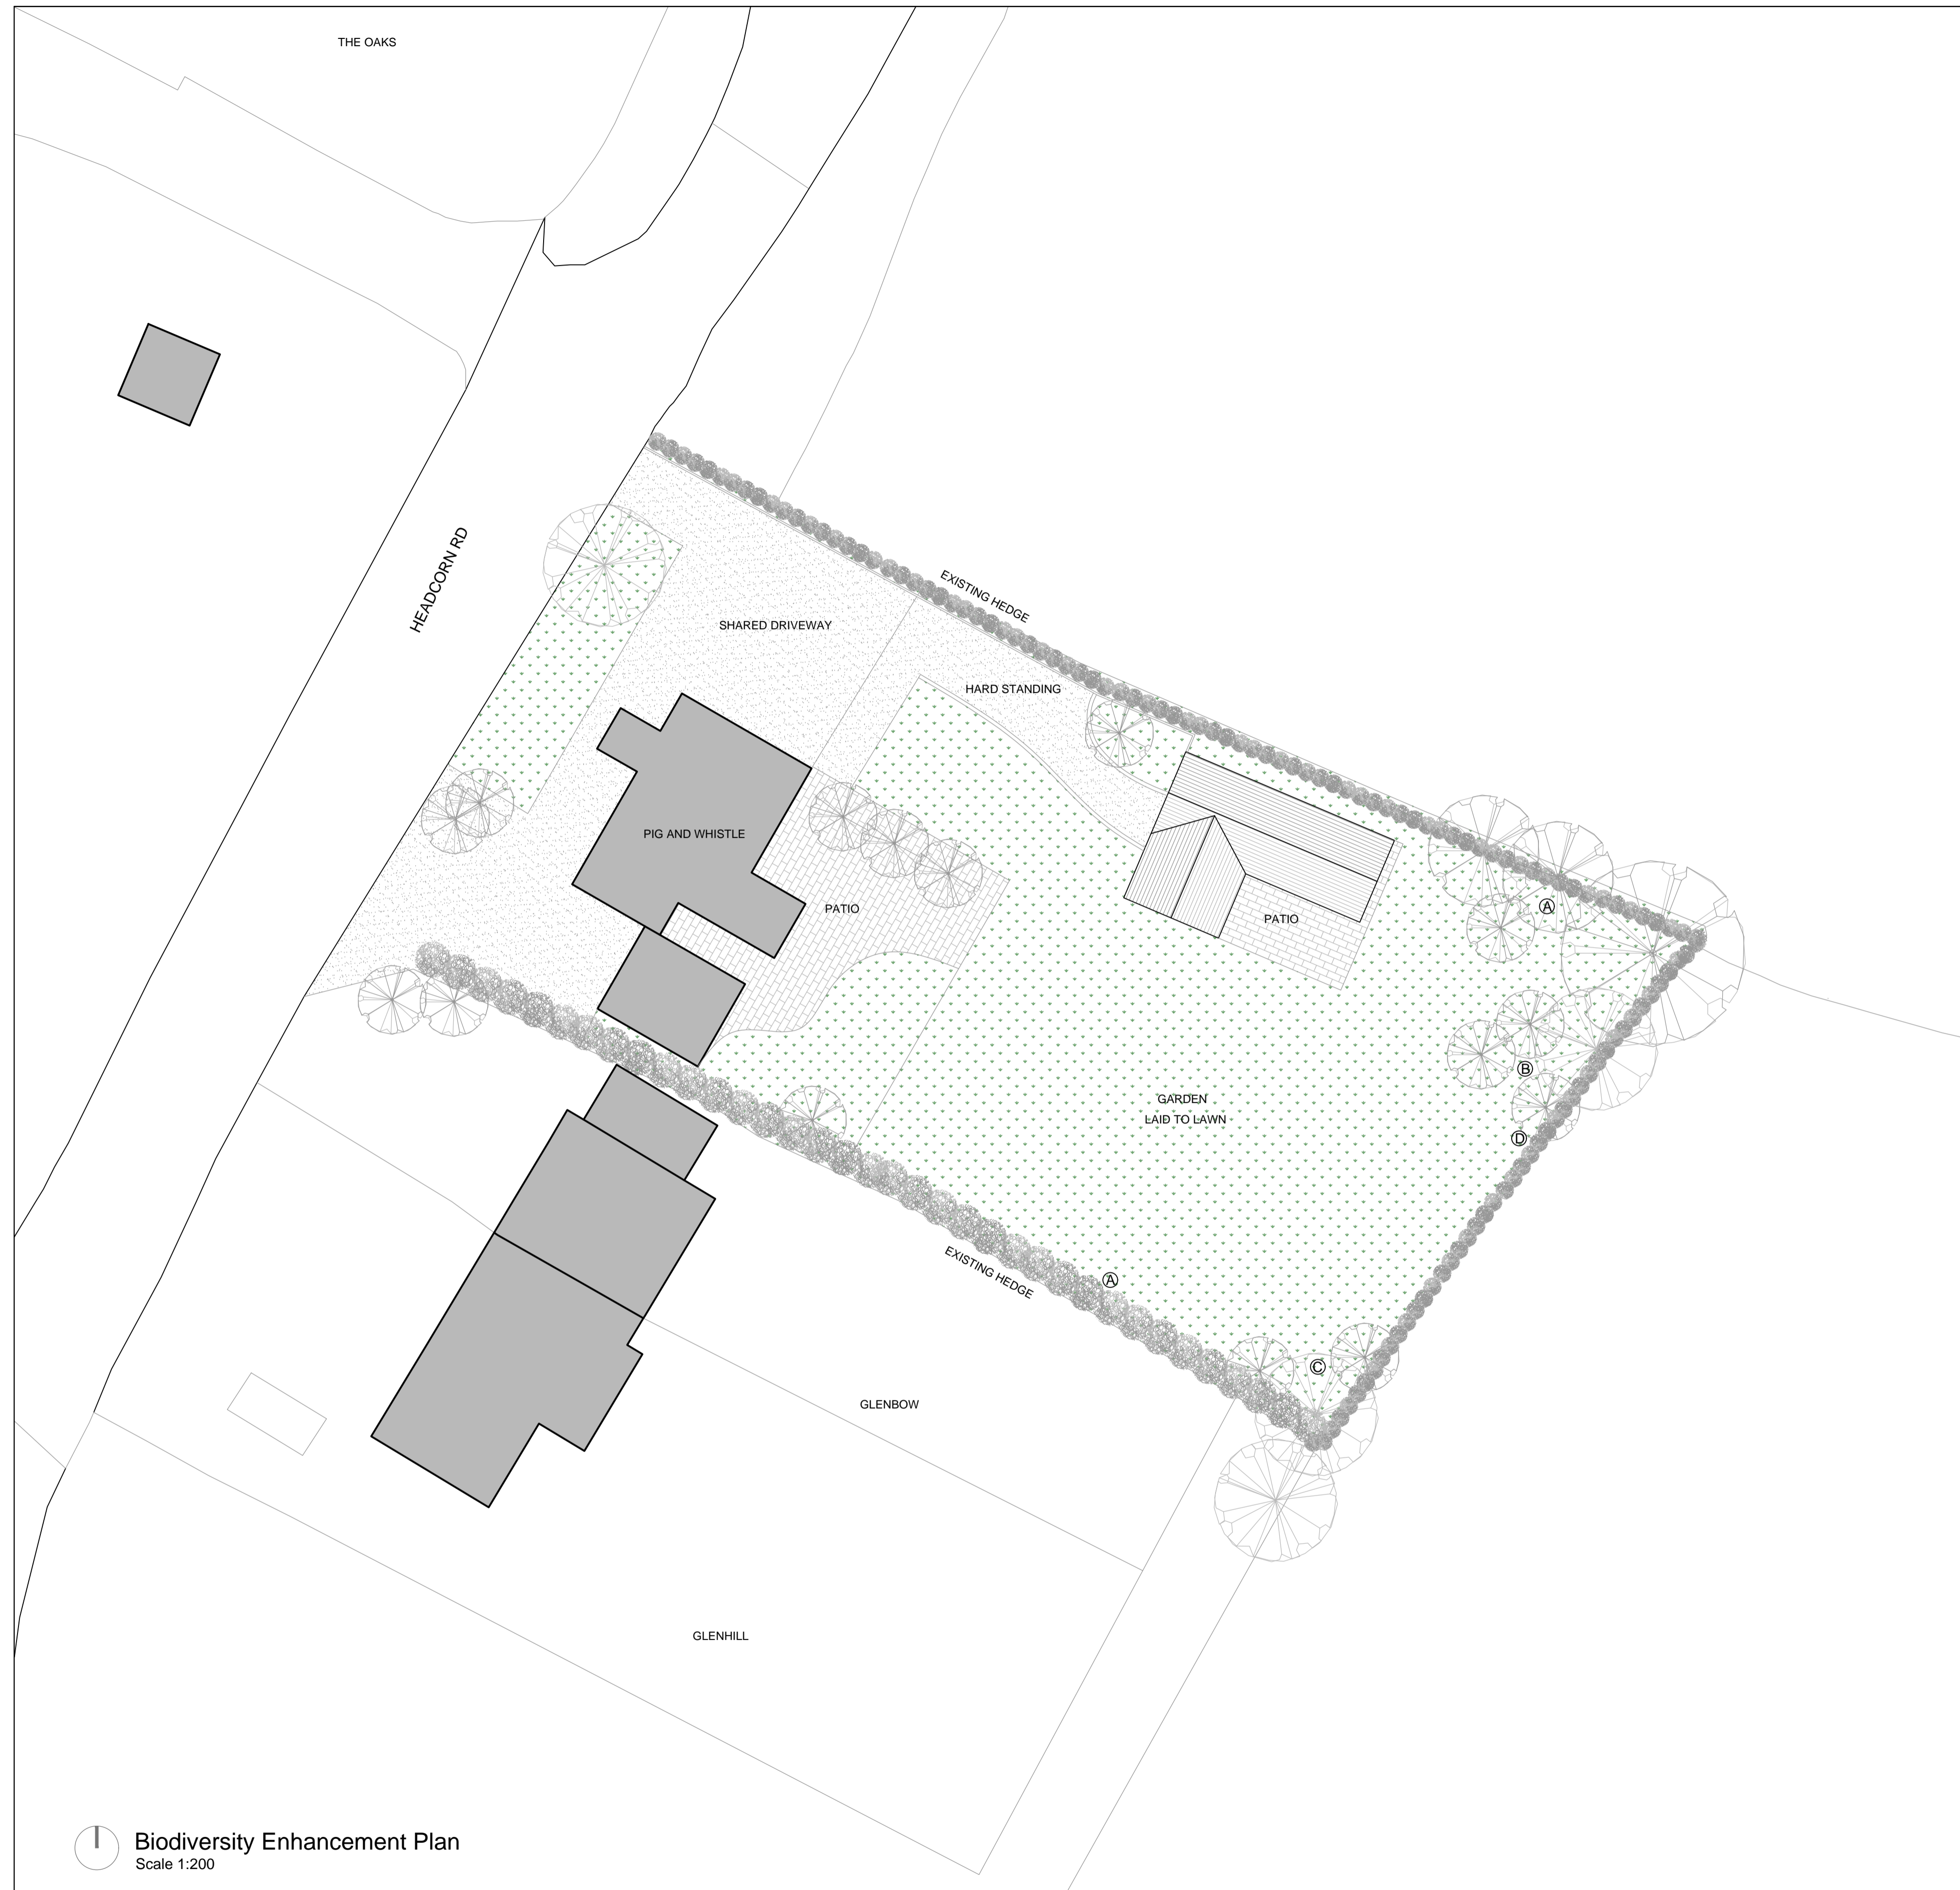 THE OAKS
HEADCORN RD
EXISTING HEDGE
SHARED DRIVEWAY
HARD STANDING
PIG AND WHISTLE
PATIO
PATIO
A
B
GARDEN
LAID TO LAWN
D
EXISTING HEDGE
A
C
GLENBOW
GLENHILL
Biodiversity Enhancement Plan
Scale 1:200